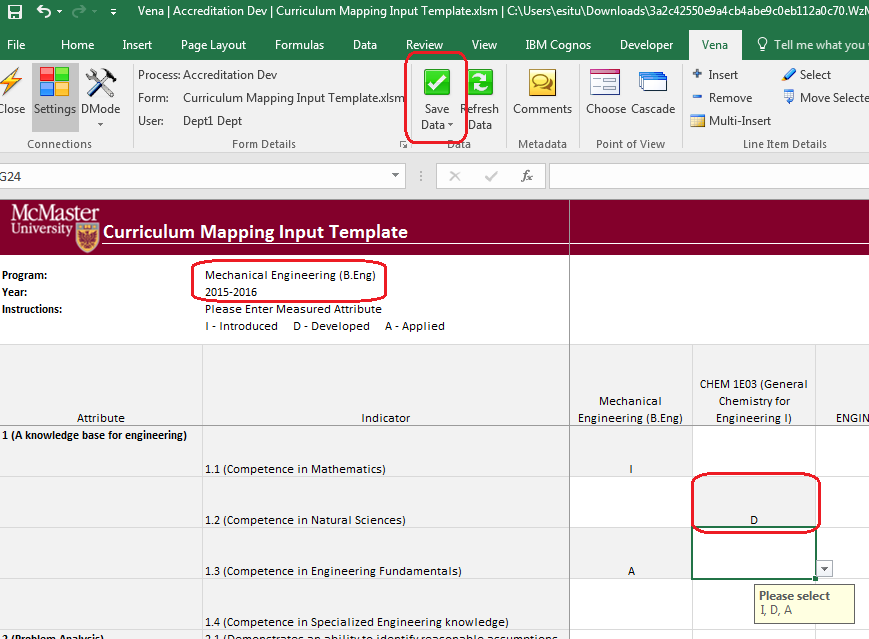 Vena | Accreditation Dev | Curriculum Mapping Input Template.xlsm | C:\Users\esitu\Downloads\3a2c42550e9a4cb4abe9c0eb112a0c70.WzM
File Home Insert Page Layout Formulas Data Review View IBM Cognos Developer Vena Tell me what you
Close Settings DMode
Connections
Process: Accreditation Dev
Form: Curriculum Mapping Input Template.xlsm
User: Dept1 Dept
Form Details
Save Data
Refresh Data
Data
Comments
Metadata
Choose Cascade
Point of View
Insert Select
Remove Move Selecte
Multi-Insert
Line Item Details
G24
fx
McMaster
University
Curriculum Mapping Input Template
Program: Mechanical Engineering (B.Eng)
Year: 2015-2016
Instructions: Please Enter Measured Attribute
I - Introduced D - Developed A - Applied
Attribute
Indicator
Mechanical
Engineering (B.Eng)
CHEM 1E03 (General
Chemistry for
Engineering I)
ENGIN
1 (A knowledge base for engineering)
1.1 (Competence in Mathematics) I
1.2 (Competence in Natural Sciences) D
1.3 (Competence in Engineering Fundamentals) A
Please select
I, D, A
1.4 (Competence in Specialized Engineering knowledge)
2 (Problem Analysis) 2.1 (Demonstrates an ability to identify reasonable assumptions